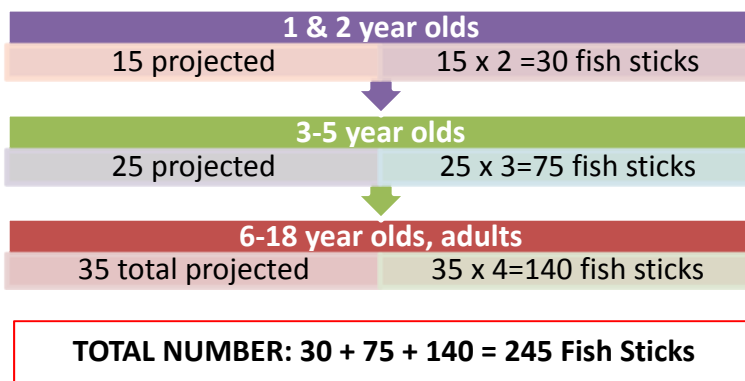 1 & 2 year olds
15 projected 15 x 2 =30 fish sticks
3-5 year olds
25 projected 25 x 3=75 fish sticks
6-18 year olds, adults
35 total projected 35 x 4=140 fish sticks
TOTAL NUMBER: 30 + 75 + 140 = 245 Fish Sticks